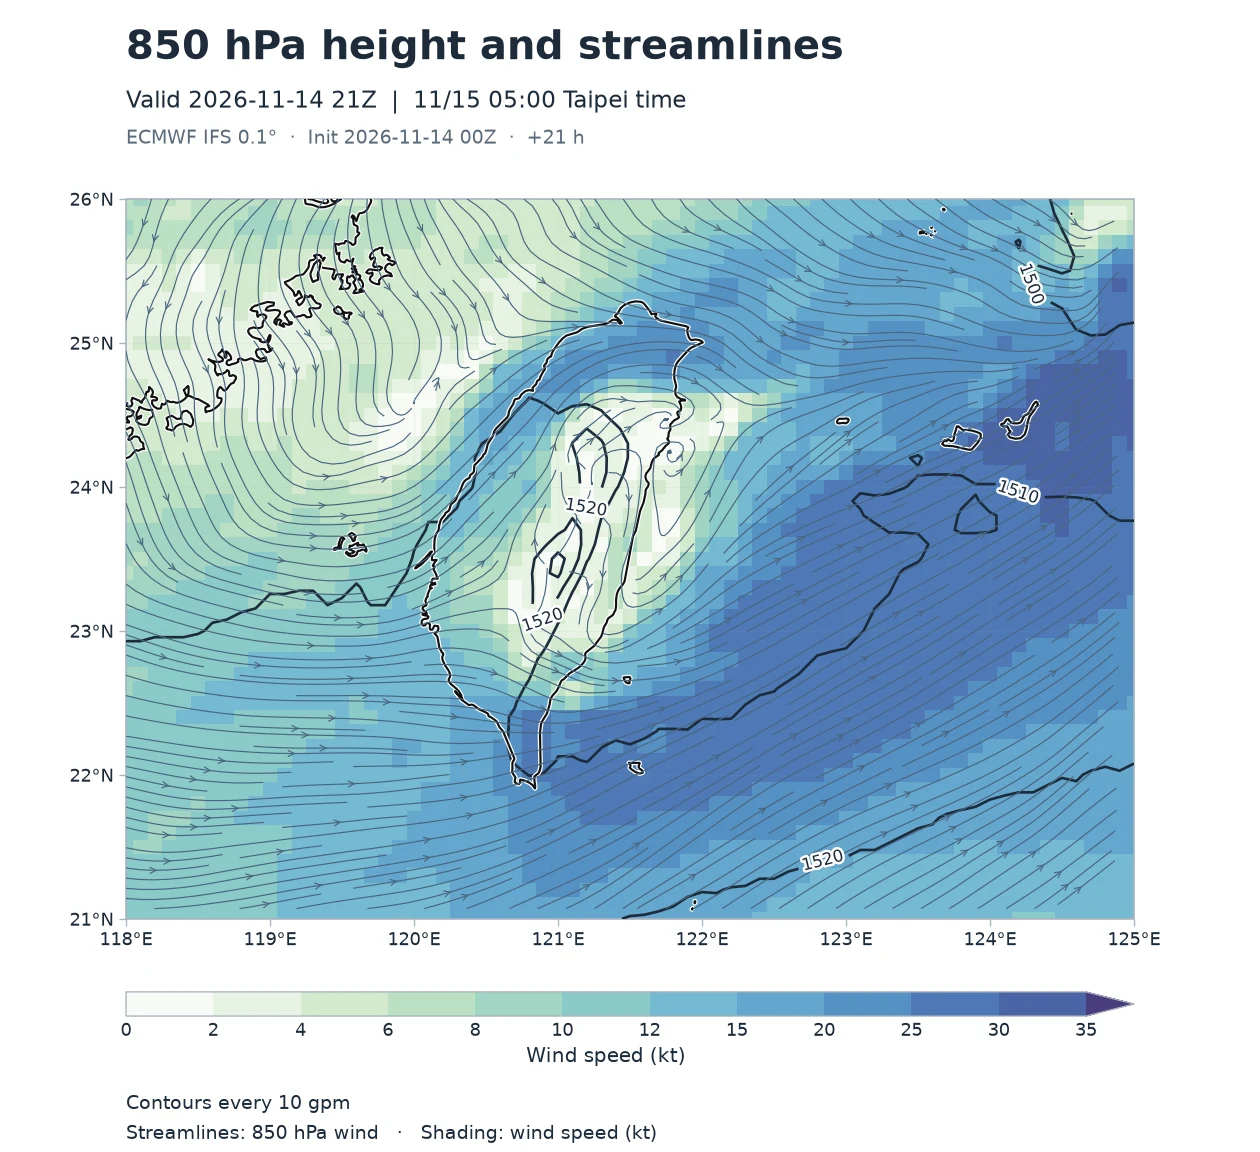 850 hPa height and streamlines
Valid 2026-11-14 21Z | 11/15 05:00 Taipei time
ECMWF IFS 0.1° · Init 2026-11-14 00Z · +21 h
26°N
25°N
24°N
23°N
22°N
21°N
1500
1510
1520
1520
1520
118°E 119°E 120°E 121°E 122°E 123°E 124°E 125°E
0 2 4 6 8 10 12 15 20 25 30 35
Wind speed (kt)
Contours every 10 gpm
Streamlines: 850 hPa wind · Shading: wind speed (kt)